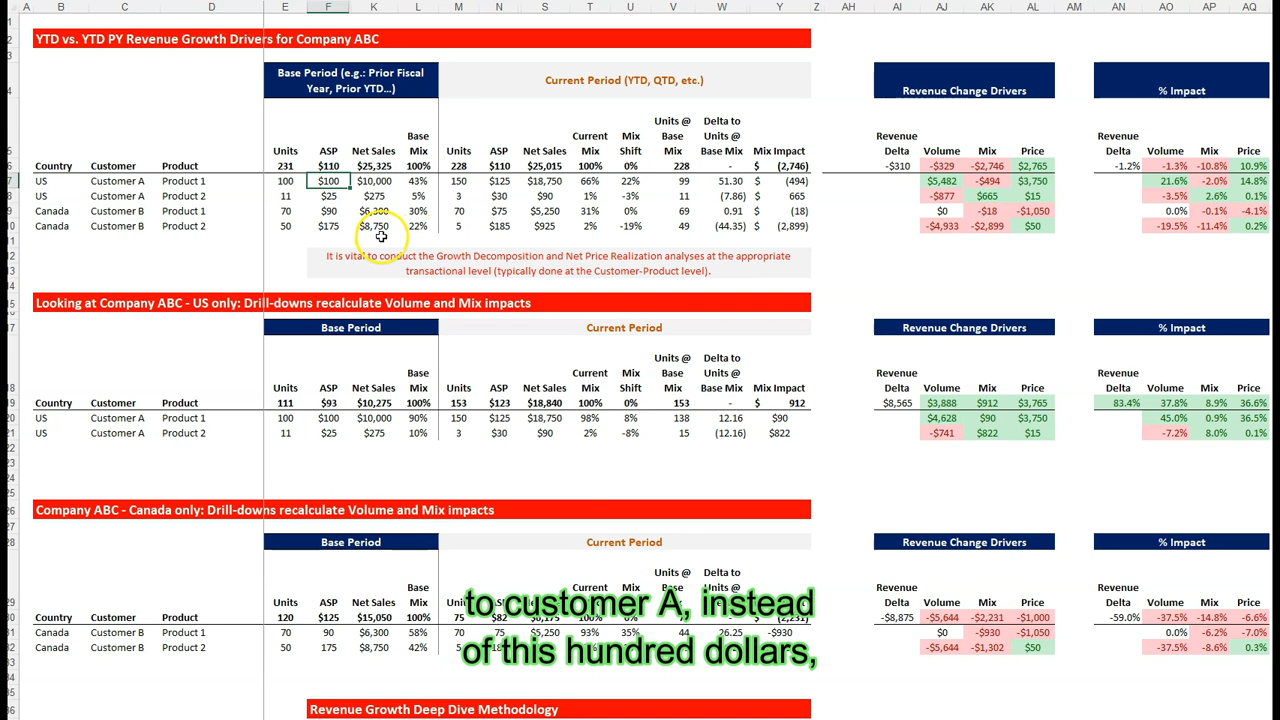 A B C D E F K L M N S T U V W Y Z AH AI AJ AK AL AM AN AO AP AQ
2 YTD vs. YTD PY Revenue Growth Drivers for Company ABC
Base Period (e.g.: Prior Fiscal Year, Prior YTD...) Current Period (YTD, QTD, etc.) Revenue Change Drivers % Impact
Units @ Delta to
Base Current Mix Base Units @ Revenue Revenue
Units ASP Net Sales Mix Units ASP Net Sales Mix Shift Mix Base Mix Mix Impact Delta Volume Mix Price Delta Volume Mix Price
Country Customer Product 231 $110 $25,325 100% 228 $110 $25,015 100% 0% 228 - $ (2,746) -$310 -$329 -$2,746 $2,765 -1.2% -1.3% -10.8% 10.9%
US Customer A Product 1 100 $100 $10,000 43% 150 $125 $18,750 66% 22% 99 51.30 $ (494) $5,482 -$494 $3,750 21.6% -2.0% 14.8%
US Customer A Product 2 11 $25 $275 5% 3 $30 $90 1% -3% 11 (7.86) $ 665 -$877 $665 $15 -3.5% 2.6% 0.1%
Canada Customer B Product 1 70 $90 $6,300 30% 70 $75 $5,250 31% 0% 69 0.91 $ (18) $0 -$18 -$1,050 0.0% -0.1% -4.1%
Canada Customer B Product 2 50 $175 $8,750 22% 5 $185 $925 2% -19% 49 (44.35) $ (2,899) -$4,933 -$2,899 $50 -19.5% -11.4% 0.2%
It is vital to conduct the Growth Decomposition and Net Price Realization analyses at the appropriate
transactional level (typically done at the Customer-Product level).
Looking at Company ABC - US only: Drill-downs recalculate Volume and Mix impacts
Base Period Current Period Revenue Change Drivers % Impact
Units @ Delta to
Base Current Mix Base Units @ Revenue
Units ASP Net Sales Mix Units ASP Net Sales Mix Shift Mix Base Mix Mix Impact Delta Volume Mix Price Volume Mix Price
Country Customer Product 111 $93 $10,275 100% 153 $123 $18,840 100% 0% 153 - $ 912 $8,565 $3,888 $912 $3,765 83.4% 37.8% 8.9% 36.6%
US Customer A Product 1 100 $100 $10,000 90% 150 $125 $18,750 98% 8% 138 12.16 $90 $4,628 $90 $3,750 45.0% 0.9% 36.5%
US Customer A Product 2 11 $25 $275 10% 3 $30 $90 2% -8% 15 (12.16) $822 -$741 $822 $15 -7.2% 8.0% 0.1%
Company ABC - Canada only: Drill-downs recalculate Volume and Mix impacts
Base Period Current Period Revenue Change Drivers % Impact
Units @ Delta to
Base Revenue
Units ASP Net Sales Mix Delta Volume Mix Price Volume Mix Price
Country Customer Product 120 $125 $15,050 100% 75 $82 -$8,875 -$5,644 -$2,231 -$1,000 -59.0% -37.5% -14.8% -6.6%
Canada Customer B Product 1 70 90 $6,300 58% 70 $75 $5,250 93% 35% 44 26.25 -$930 $0 -$930 -$1,050 0.0% -6.2% -7.0%
Canada Customer B Product 2 50 175 $8,750 42% 5 -$5,644 -$1,302 $50 -37.5% -8.6% 0.3%
to customer A, instead
of this hundred dollars,
Revenue Growth Deep Dive Methodology